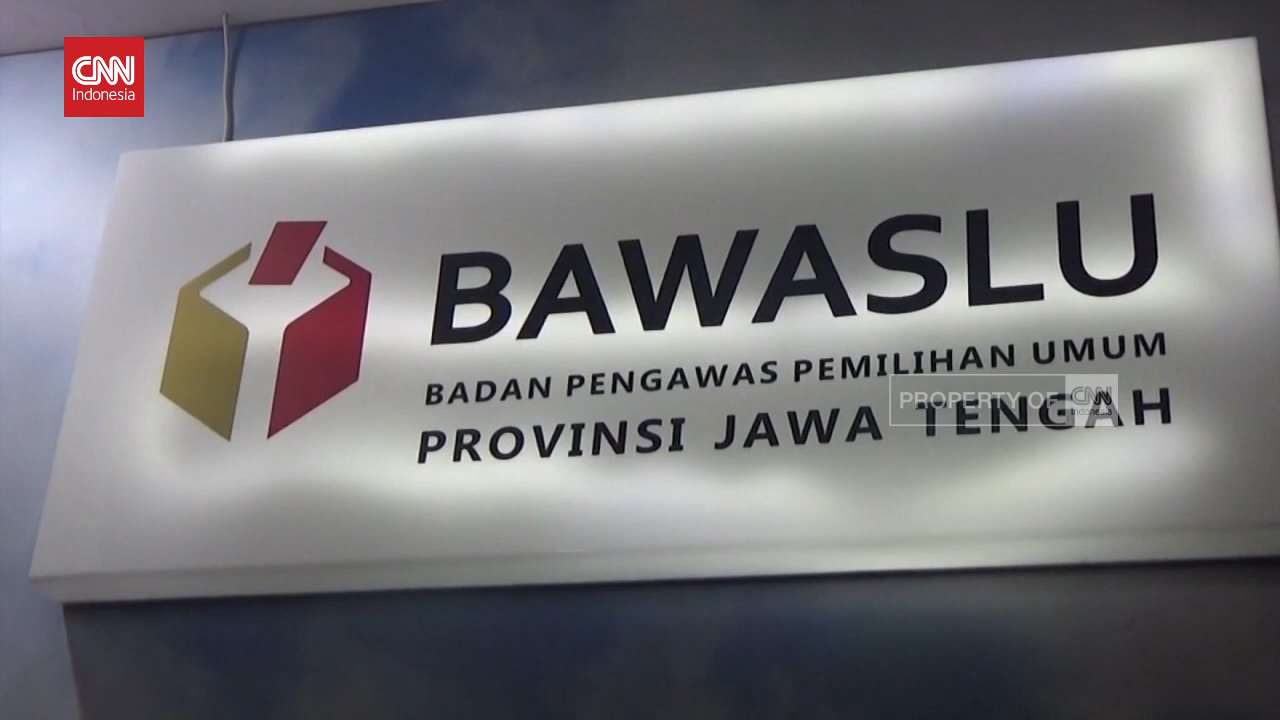 CNN
Indonesia
BAWASLU
BADAN PENGAWAS PEMILIHAN UMUM
PROVINSI JAWA TENGAH
PROPERTY OF CNN
Indonesia